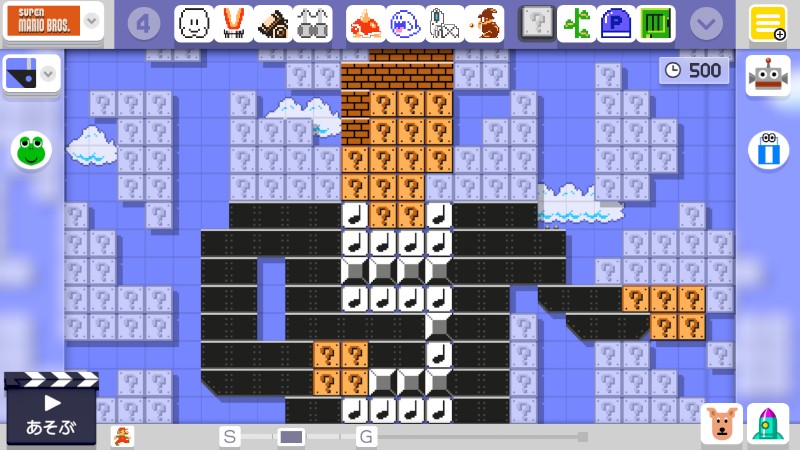 SUPER
MARIO BROS.
4
P
500
あそぶ
S
G